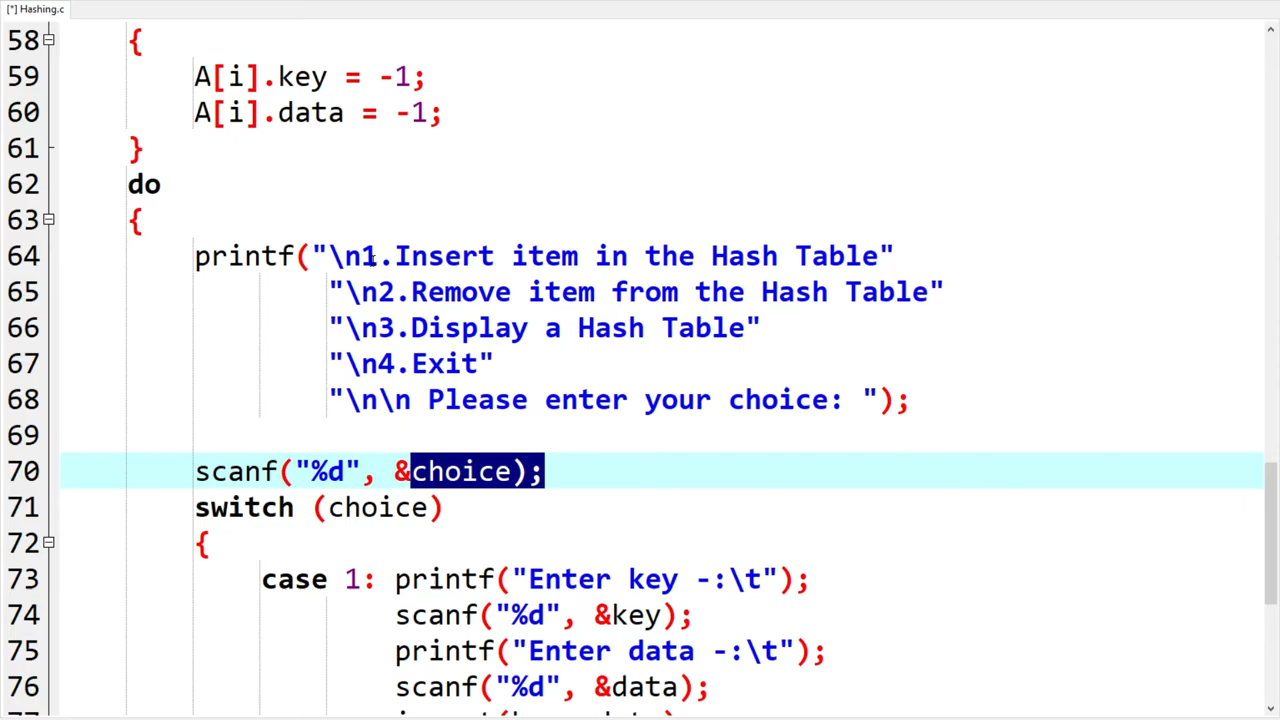 [*] Hashing.c
58 {
59 A[i].key = -1;
60 A[i].data = -1;
61 }
62 do
63 {
64 printf("\n1.Insert item in the Hash Table"
65 "\n2.Remove item from the Hash Table"
66 "\n3.Display a Hash Table"
67 "\n4.Exit"
68 "\n\n Please enter your choice: ");
69
70 scanf("%d", &choice);
71 switch (choice)
72 {
73 case 1: printf("Enter key -:\t");
74 scanf("%d", &key);
75 printf("Enter data -:\t");
76 scanf("%d", &data);